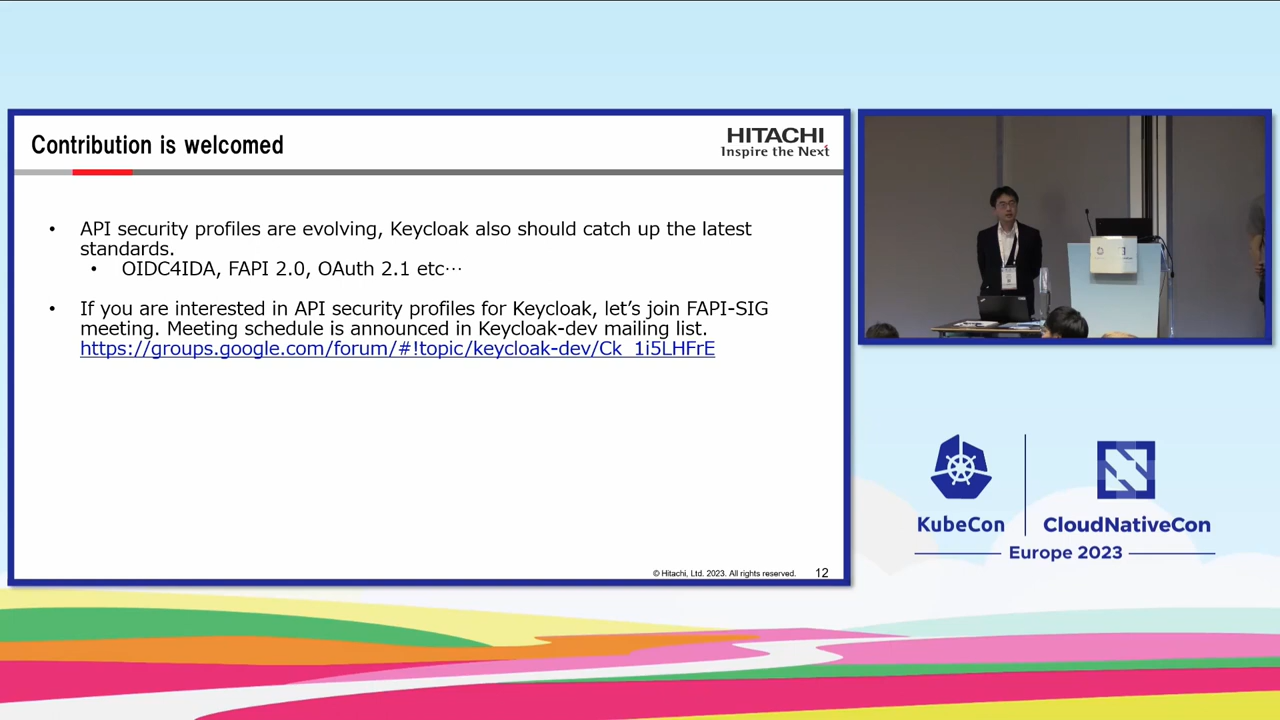 Contribution is welcomed
HITACHI
Inspire the Next
• API security profiles are evolving, Keycloak also should catch up the latest
standards.
• OIDC4IDA, FAPI 2.0, OAuth 2.1 etc…
• If you are interested in API security profiles for Keycloak, let's join FAPI-SIG
meeting. Meeting schedule is announced in Keycloak-dev mailing list.
https://groups.google.com/forum/#!topic/keycloak-dev/Ck_1i5LHFrE
© Hitachi, Ltd. 2023. All rights reserved. 12
KubeCon
CloudNativeCon
Europe 2023